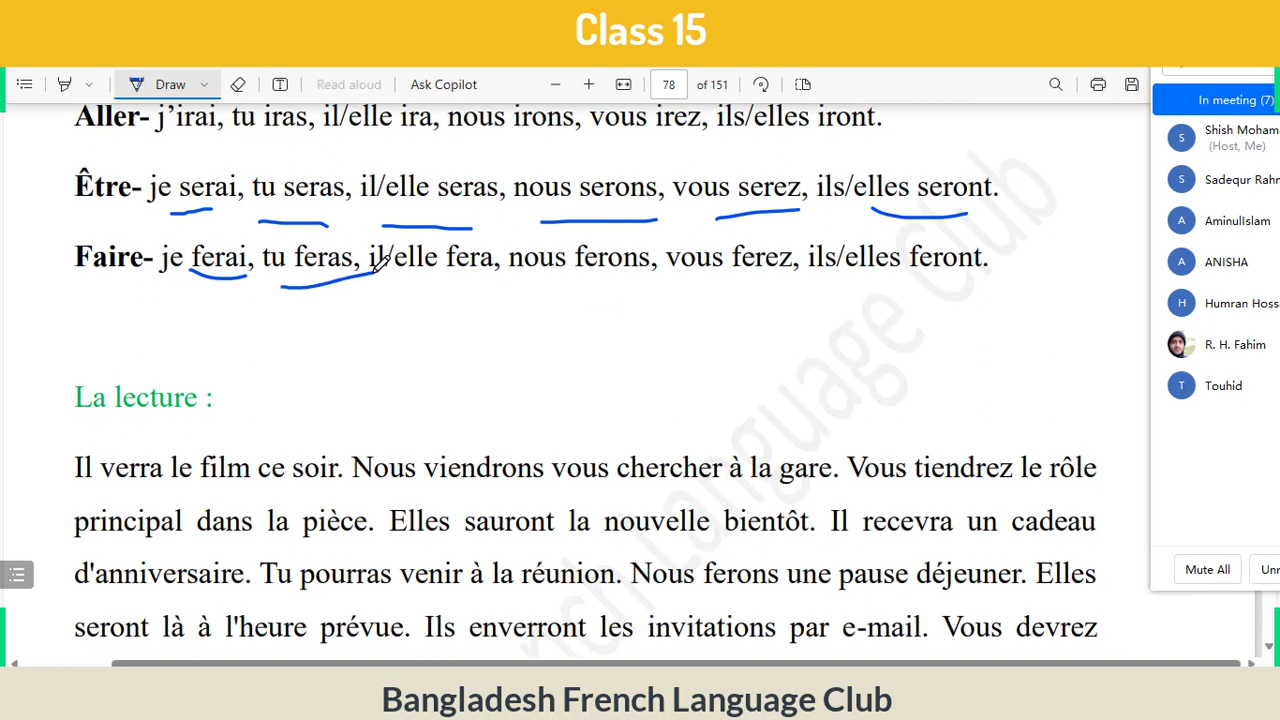 Class 15
Draw
Read aloud
Ask Copilot
78 of 151
In meeting (7)
Aller- j'irai, tu iras, il/elle ira, nous irons, vous irez, ils/elles iront.
S Shish Moham
(Host, Me)
Être- je serai, tu seras, il/elle seras, nous serons, vous serez, ils/elles seront.
S Sadequr Rahr
A AminulIslam
Faire- je ferai, tu feras, il/elle fera, nous ferons, vous ferez, ils/elles feront.
A ANISHA
H Humran Hoss
R. H. Fahim
T Touhid
La lecture :
Il verra le film ce soir. Nous viendrons vous chercher à la gare. Vous tiendrez le rôle
principal dans la pièce. Elles sauront la nouvelle bientôt. Il recevra un cadeau
d'anniversaire. Tu pourras venir à la réunion. Nous ferons une pause déjeuner. Elles
seront là à l'heure prévue. Ils enverront les invitations par e-mail. Vous devrez
Mute All
Unr
nch Language Club
Bangladesh French Language Club